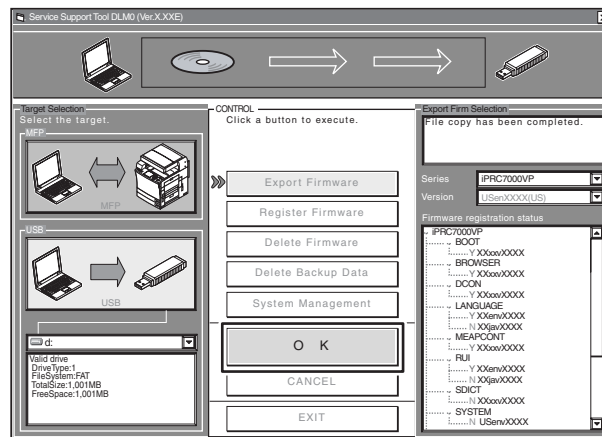 Service Support Tool DLM0 (Ver.X.XXE)
Target Selection
Select the target.
MFP
MFP
USB
USB
d:
Valid drive
DriveType:1
FileSystem:FAT
TotalSize:1,001MB
FreeSpace:1,001MB
CONTROL
Click a button to execute.
Export Firmware
Register Firmware
Delete Firmware
Delete Backup Data
System Management
O K
CANCEL
EXIT
Export Firm Selection
File copy has been completed.
Series iPRC7000VP
Version USenXXXX(US)
Firmware registration status
iPRC7000VP
BOOT
Y XXxxvXXXX
BROWSER
Y XXxxvXXXX
DCON
Y XXxxvXXXX
LANGUAGE
Y XXenvXXXX
N XXjavXXXX
MEAPCONT
Y XXxxvXXXX
RUI
Y XXenvXXXX
N XXjavXXXX
SDICT
N XXxxvXXXX
SYSTEM
N USenvXXXX